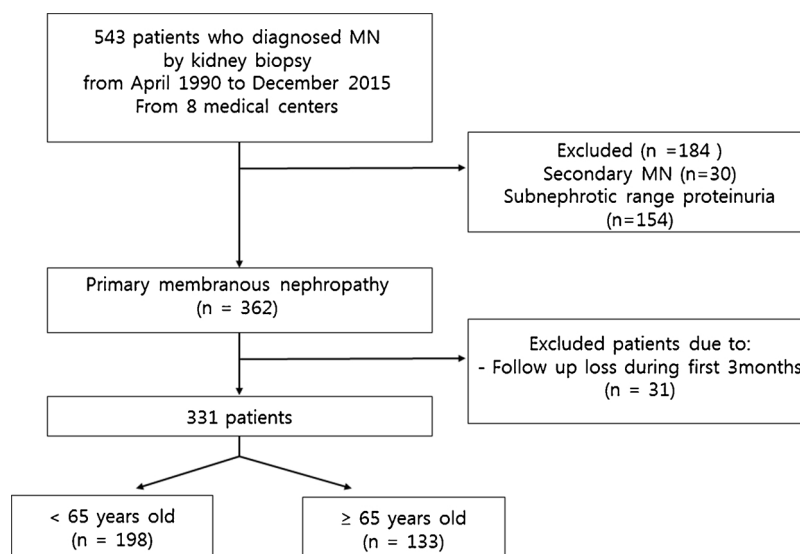 543 patients who diagnosed MN
by kidney biopsy
from April 1990 to December 2015
From 8 medical centers
Excluded (n =184 )
Secondary MN (n=30)
Subnephrotic range proteinuria
(n=154)
Primary membranous nephropathy
(n = 362)
Excluded patients due to:
- Follow up loss during first 3months
(n = 31)
331 patients
< 65 years old
(n = 198)
≥ 65 years old
(n = 133)